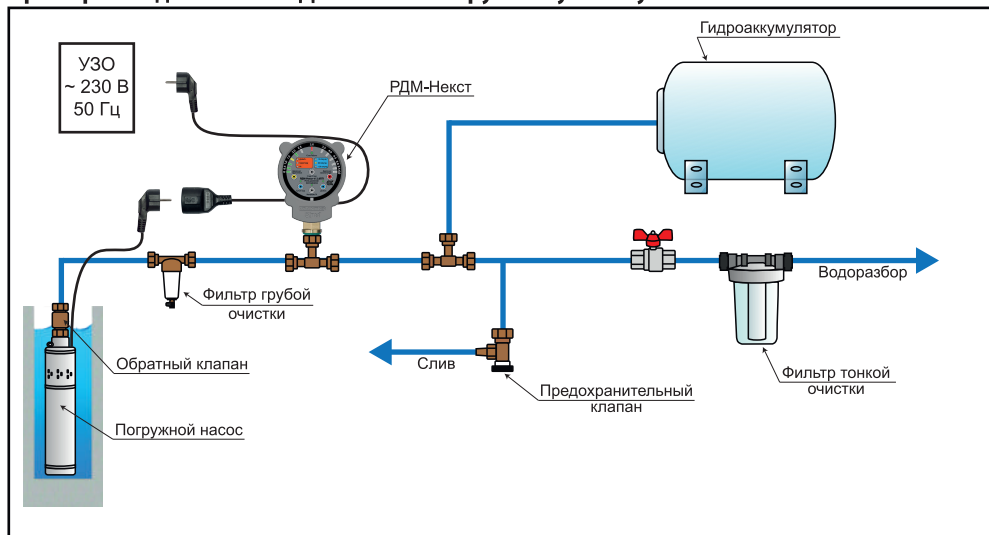 УЗО
~ 230 В
50 Гц
РДМ-Некст
Гидроаккумулятор
Фильтр грубой
очистки
Водоразбор
Обратный клапан
Слив
Предохранительный
клапан
Фильтр тонкой
очистки
Погружной насос